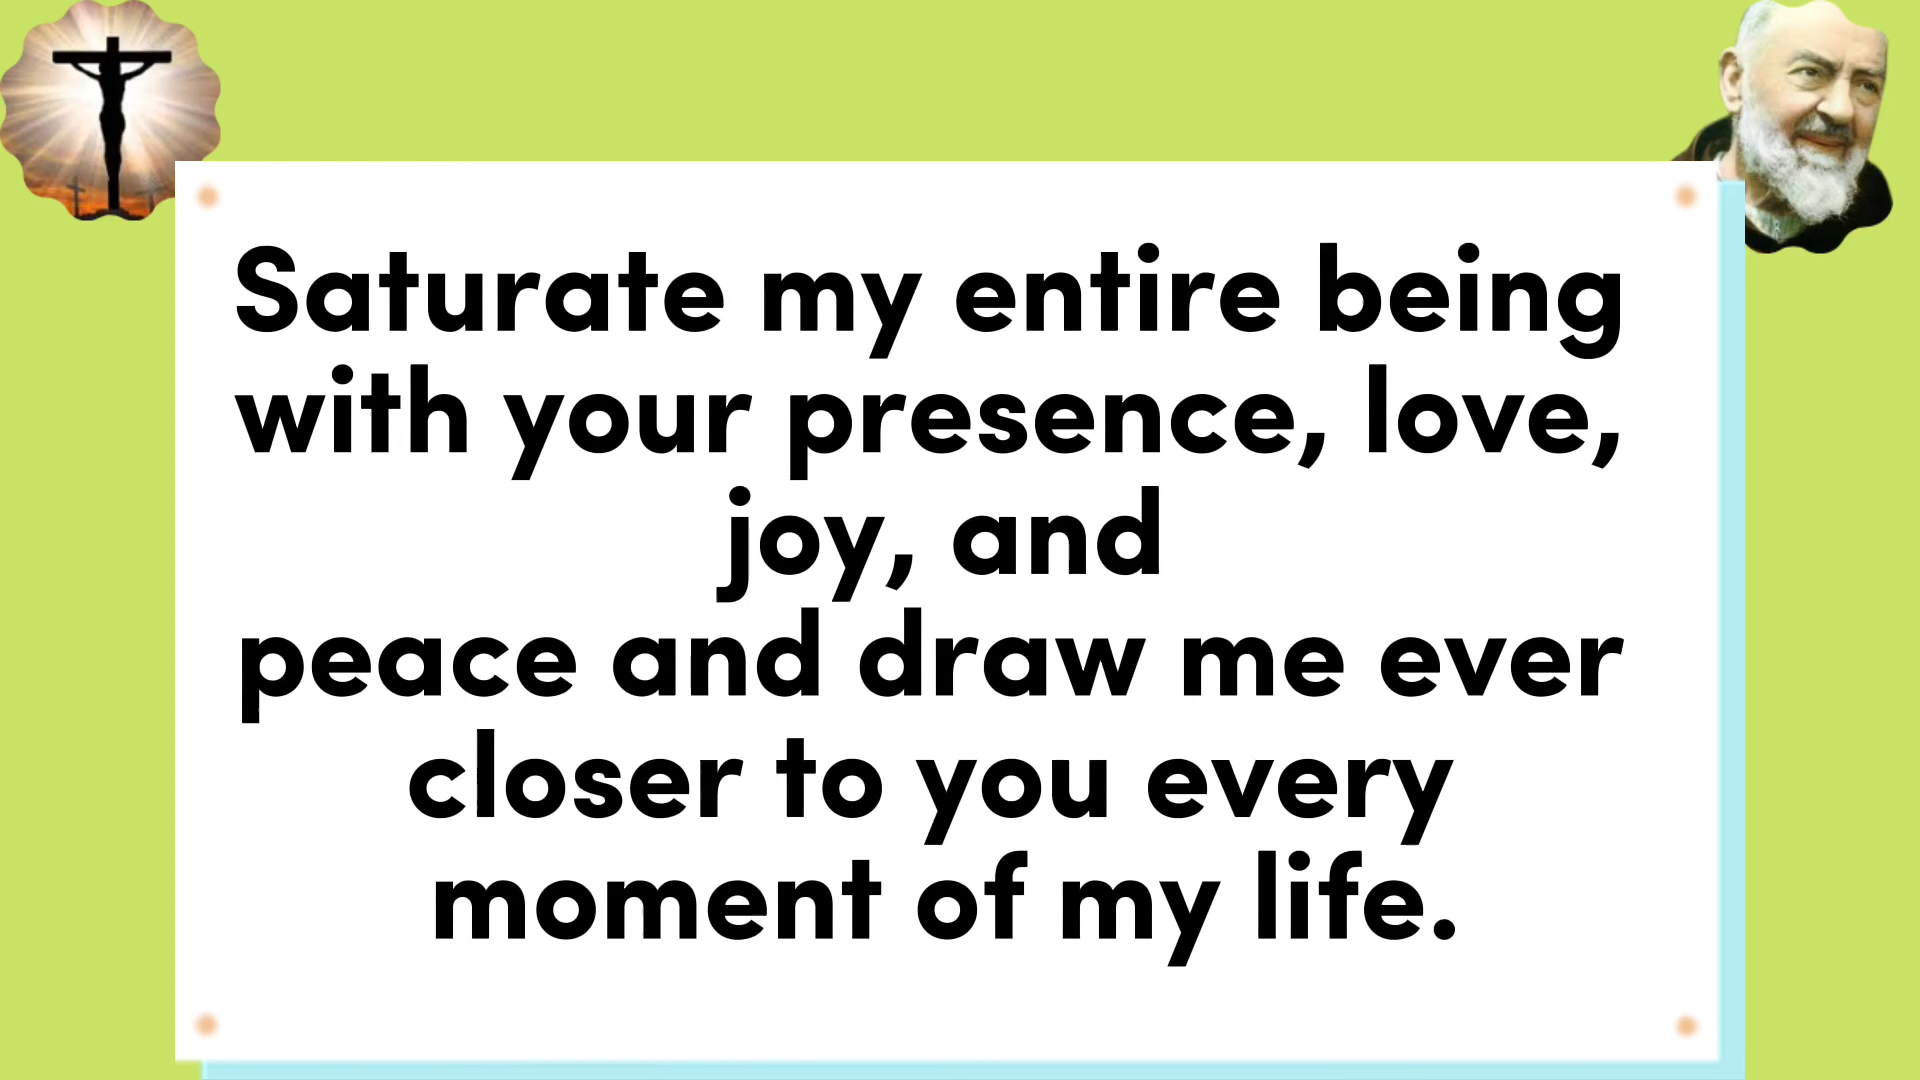 Saturate my entire being
with your presence, love,
joy, and
peace and draw me ever
closer to you every
moment of my life.